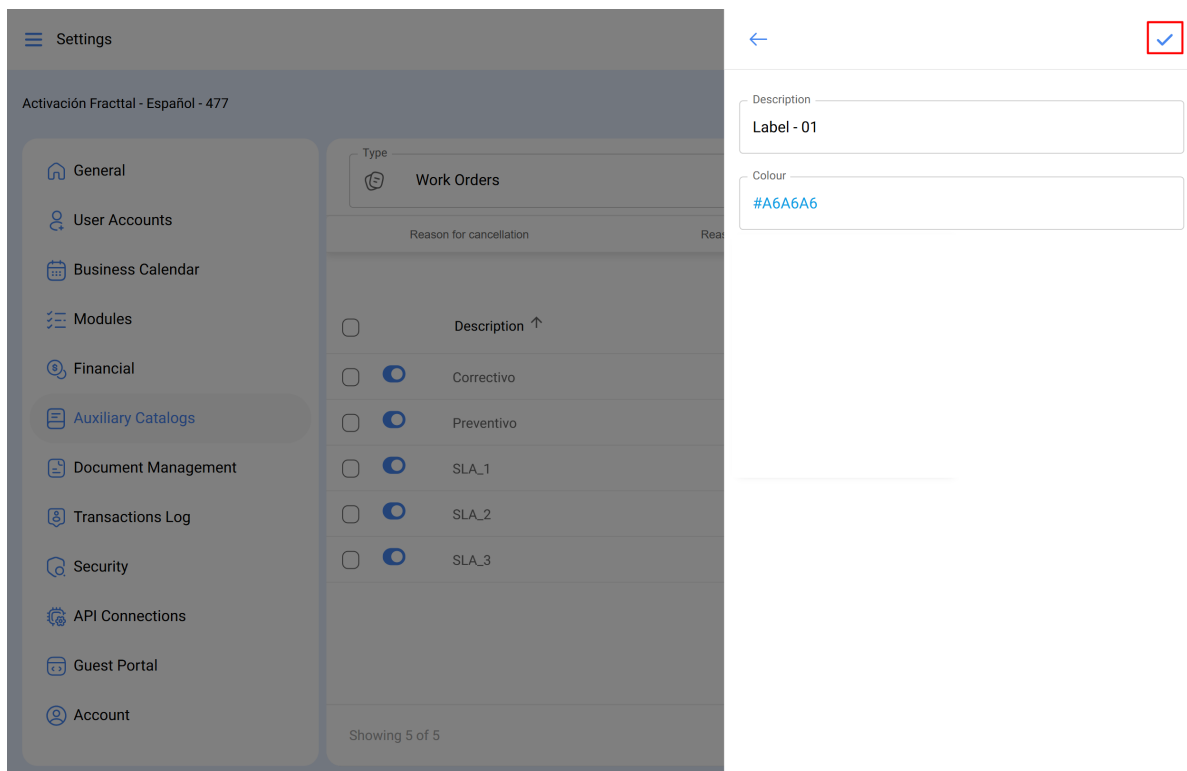 Settings
Activación Fracttal - Español - 477
General
User Accounts
Business Calendar
Modules
Financial
Auxiliary Catalogs
Document Management
Transactions Log
Security
API Connections
Guest Portal
Account
Type
Work Orders
Reason for cancellation
Description
Correctivo
Preventivo
SLA_1
SLA_2
SLA_3
Showing 5 of 5
Description
Label - 01
Colour
#A6A6A6